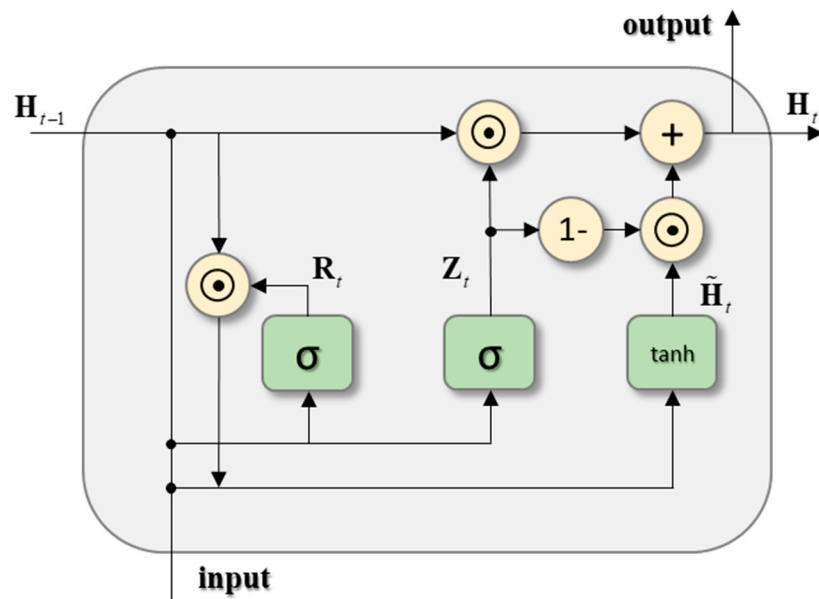 output
H_{t-1}
H_t
⊙
+
1-
⊙
⊙
R_t
Z_t
H̃_t
σ
σ
tanh
input